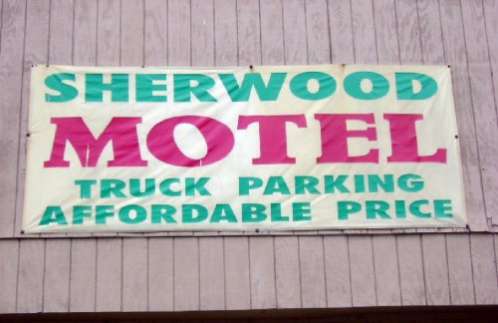 SHERWOOD
MOTEL
TRUCK PARKING
AFFORDABLE PRICE